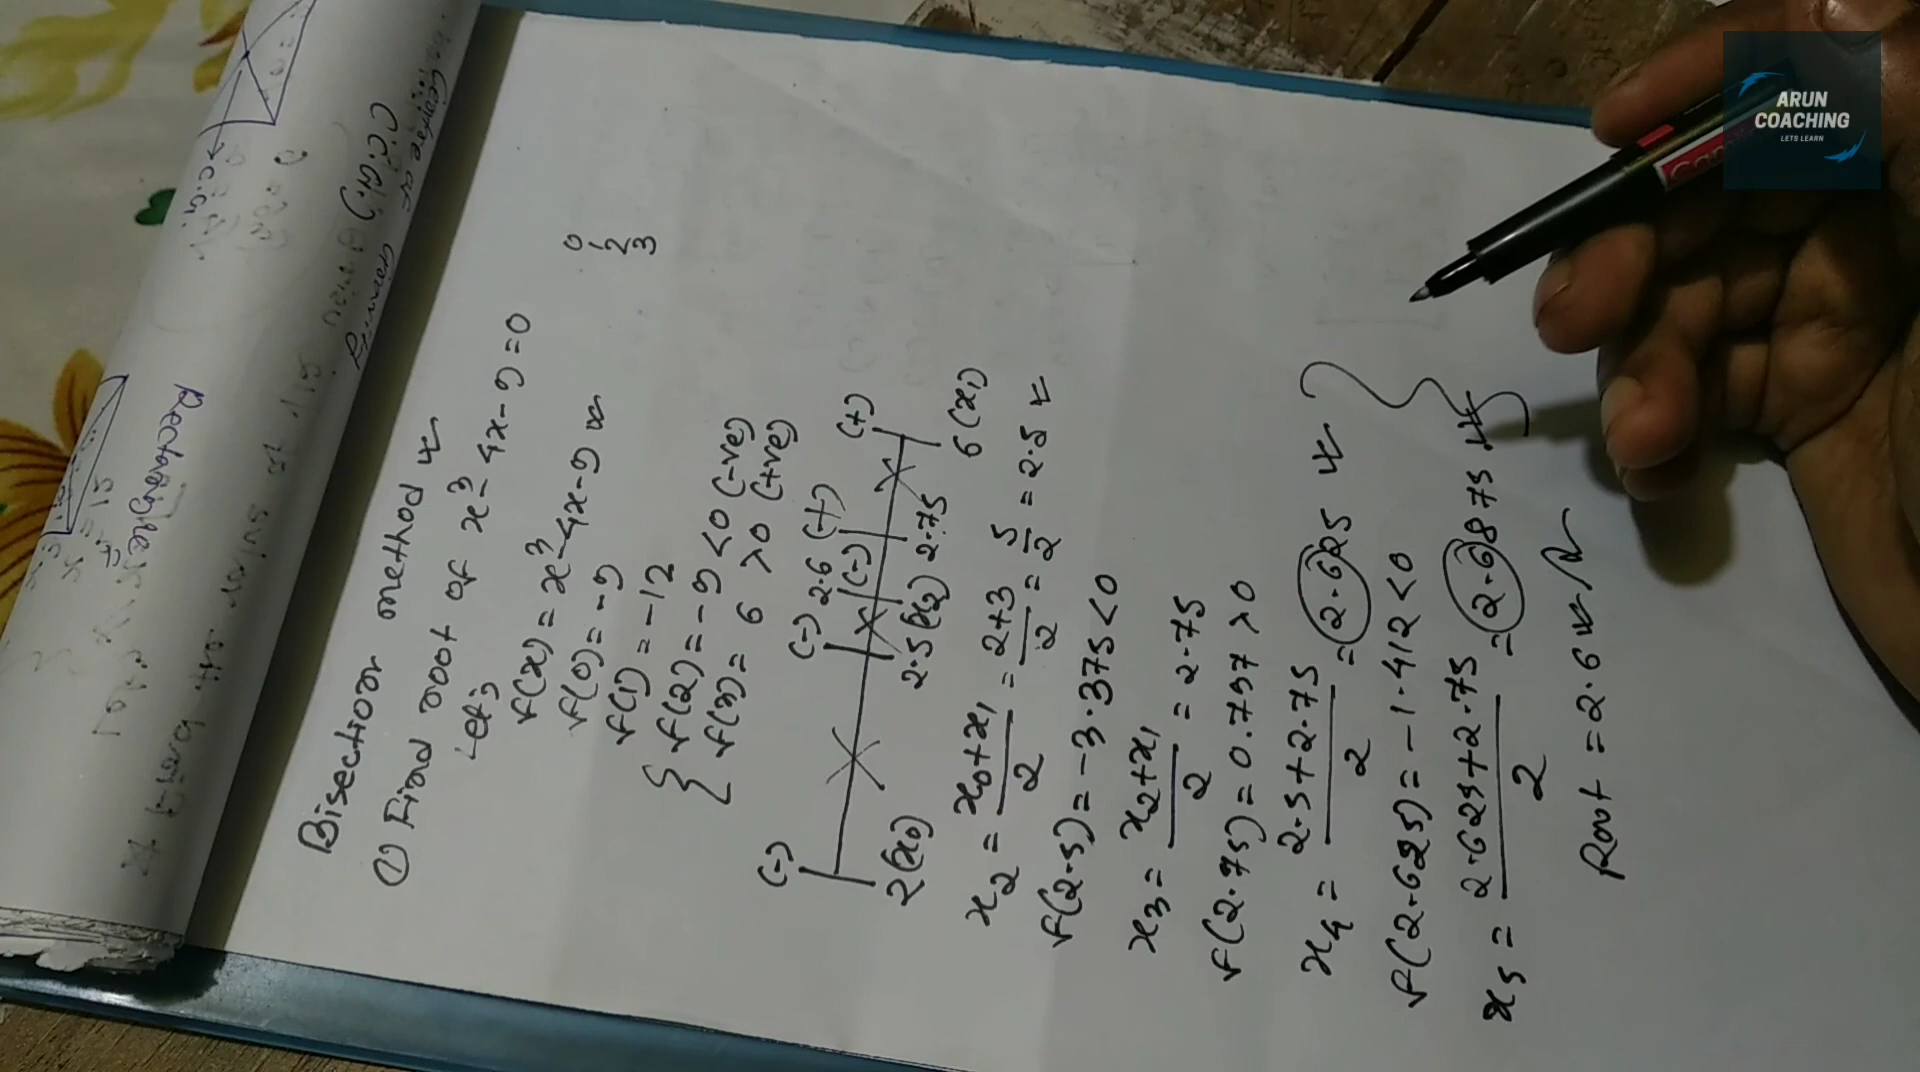 Bisection method
① Find root of x³-4x-9=0
Let,
f(x) = x³-4x-9
0
1
2
3
f(0) = -9
f(1) = -12
f(2) = -9 <0 (-ve)
f(3) = 6 >0 (+ve)
(-) (-) 2.6 (-) (+) (+)
2(x₀) 2.5(x₂) 2.75 6(x₁)
x₂ = x₀+x₁/2 = 2+3/2 = 5/2 = 2.5
f(2.5) = -3.375 <0
x₃ = x₂+x₁/2 = 2.75
f(2.75) = 0.797 >0
x₄ = 2.5+2.75/2 = 2.625
f(2.625) = -1.412 <0
x₅ = 2.625+2.75/2 = 2.6875
Root = 2.6
C.G.
Rectangle
Centre of Gravity
(C.G.)
ARUN
COACHING
LETS LEARN